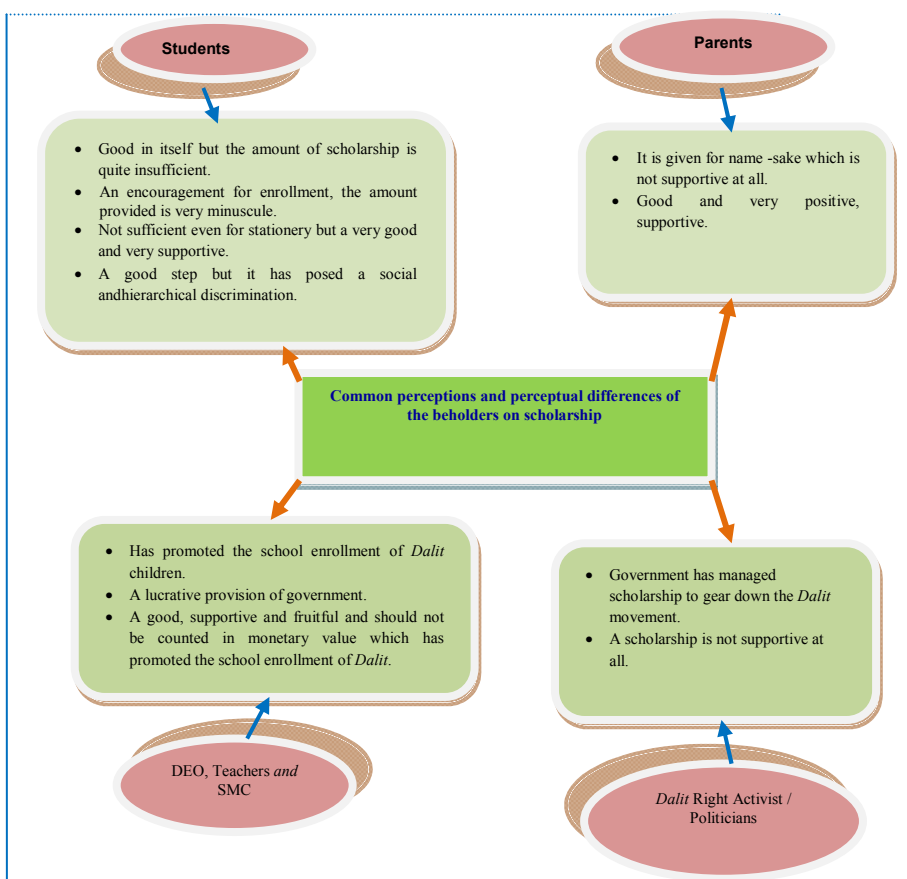 Students
Parents
• Good in itself but the amount of scholarship is
quite insufficient.
• An encouragement for enrollment, the amount
provided is very minuscule.
• Not sufficient even for stationery but a very good
and very supportive.
• A good step but it has posed a social
andhierarchical discrimination.
• It is given for name -sake which is
not supportive at all.
• Good and very positive,
supportive.
Common perceptions and perceptual differences of
the beholders on scholarship
• Has promoted the school enrollment of Dalit
children.
• A lucrative provision of government.
• A good, supportive and fruitful and should not
be counted in monetary value which has
promoted the school enrollment of Dalit.
• Government has managed
scholarship to gear down the Dalit
movement.
• A scholarship is not supportive at
all.
DEO, Teachers and
SMC
Dalit Right Activist /
Politicians